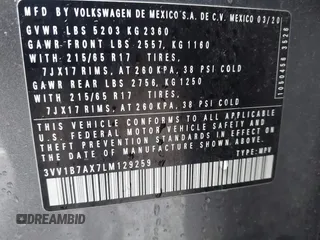 MFD BY VOLKSWAGEN DE MEXICO S.A. DE C.V. MEXICO 03/20
GVWR LBS 5203 KG 2360
GAWR FRONT LBS 2557, KG 1160
WITH 215/65 R17 TIRES,
7JX17 RIMS, AT 260 KPA, 38 PSI COLD
GAWR REAR LBS 2756, KG 1250
WITH 215/65 R17 TIRES,
7JX17 RIMS, AT 260 KPA, 38 PSI COLD
THIS VEHICLE CONFORMS TO ALL APPLICABLE
U.S. FEDERAL MOTOR VEHICLE SAFETY, BUMPER, AND
THEFT PREVENTION STANDARDS IN EFFECT ON THE
DATE OF MANUFACTURE SHOWN ABOVE.
3VV1B7AX7LM129259
TYPE: MPV
DREAMBID